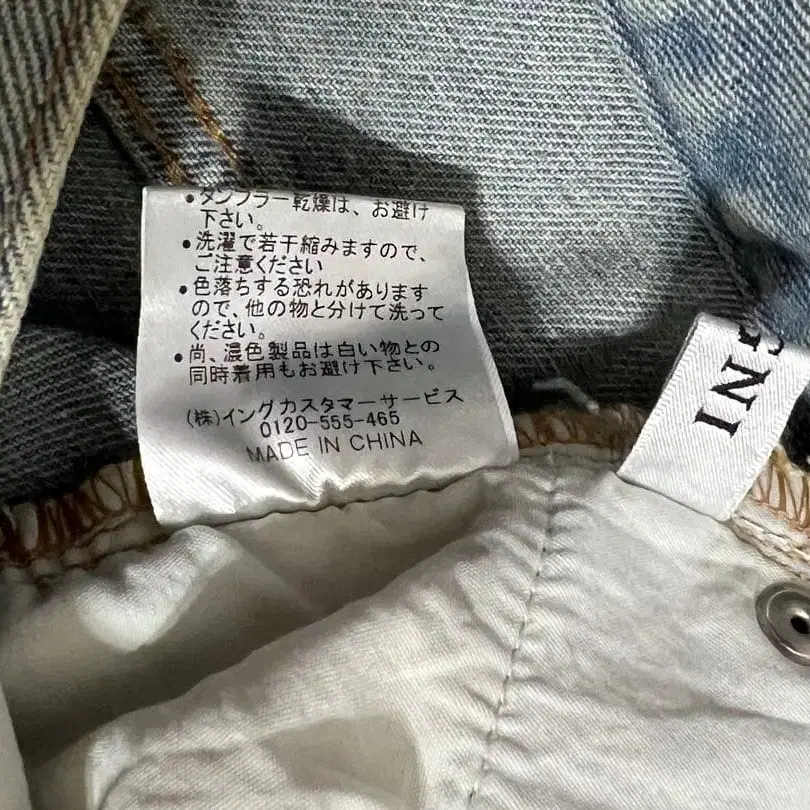 •タンブラー乾燥は、お避け
下さい。
•洗濯で若干縮みますので、
ご注意ください
•色落ちする恐れがあります
ので、他の物と分けて洗って
ください。
•尚、濃色製品は白い物との
同時着用もお避け下さい。
(株)イングカスタマーサービス
0120-555-465
MADE IN CHINA
INGNI